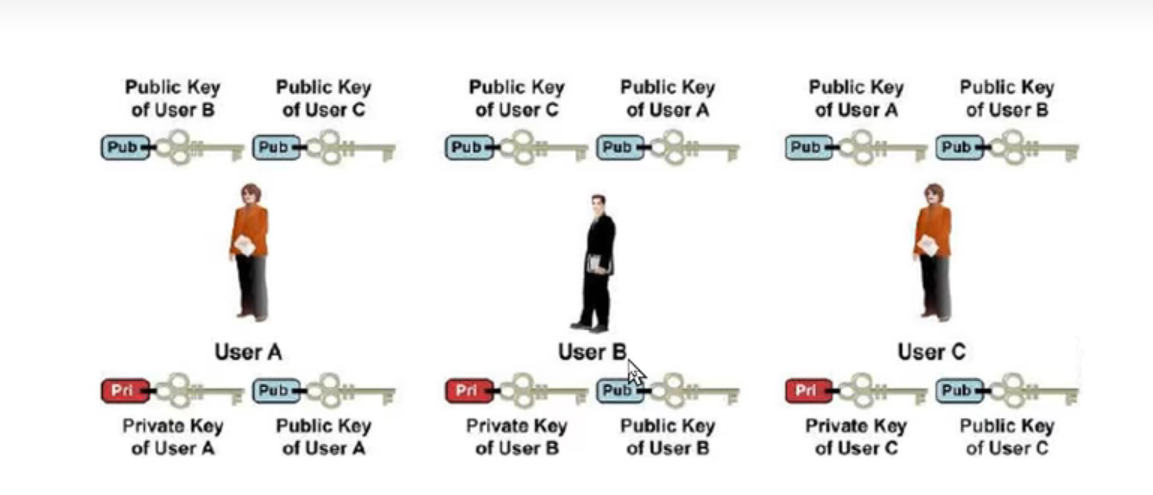 Public Key Public Key Public Key Public Key Public Key Public Key
of User B of User C of User C of User A of User A of User B
Pub Pub Pub Pub Pub Pub
User A User B User C
Pri Pub Pri Pub Pri Pub
Private Key Public Key Private Key Public Key Private Key Public Key
of User A of User A of User B of User B of User C of User C